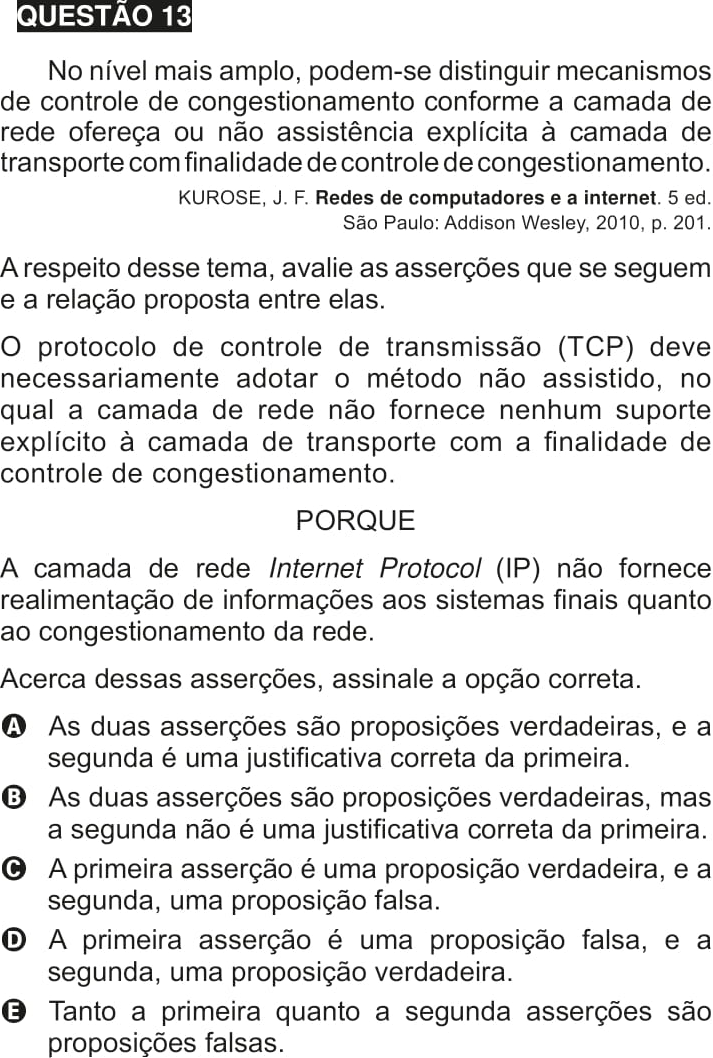 QUESTÃO 13
No nível mais amplo, podem-se distinguir mecanismos
de controle de congestionamento conforme a camada de
rede ofereça ou não assistência explícita à camada de
transporte com finalidade de controle de congestionamento.
KUROSE, J. F. Redes de computadores e a internet. 5 ed.
São Paulo: Addison Wesley, 2010, p. 201.
A respeito desse tema, avalie as asserções que se seguem
e a relação proposta entre elas.
O protocolo de controle de transmissão (TCP) deve
necessariamente adotar o método não assistido, no
qual a camada de rede não fornece nenhum suporte
explícito à camada de transporte com a finalidade de
controle de congestionamento.
PORQUE
A camada de rede Internet Protocol (IP) não fornece
realimentação de informações aos sistemas finais quanto
ao congestionamento da rede.
Acerca dessas asserções, assinale a opção correta.
A As duas asserções são proposições verdadeiras, e a
segunda é uma justificativa correta da primeira.
B As duas asserções são proposições verdadeiras, mas
a segunda não é uma justificativa correta da primeira.
C A primeira asserção é uma proposição verdadeira, e a
segunda, uma proposição falsa.
D A primeira asserção é uma proposição falsa, e a
segunda, uma proposição verdadeira.
E Tanto a primeira quanto a segunda asserções são
proposições falsas.